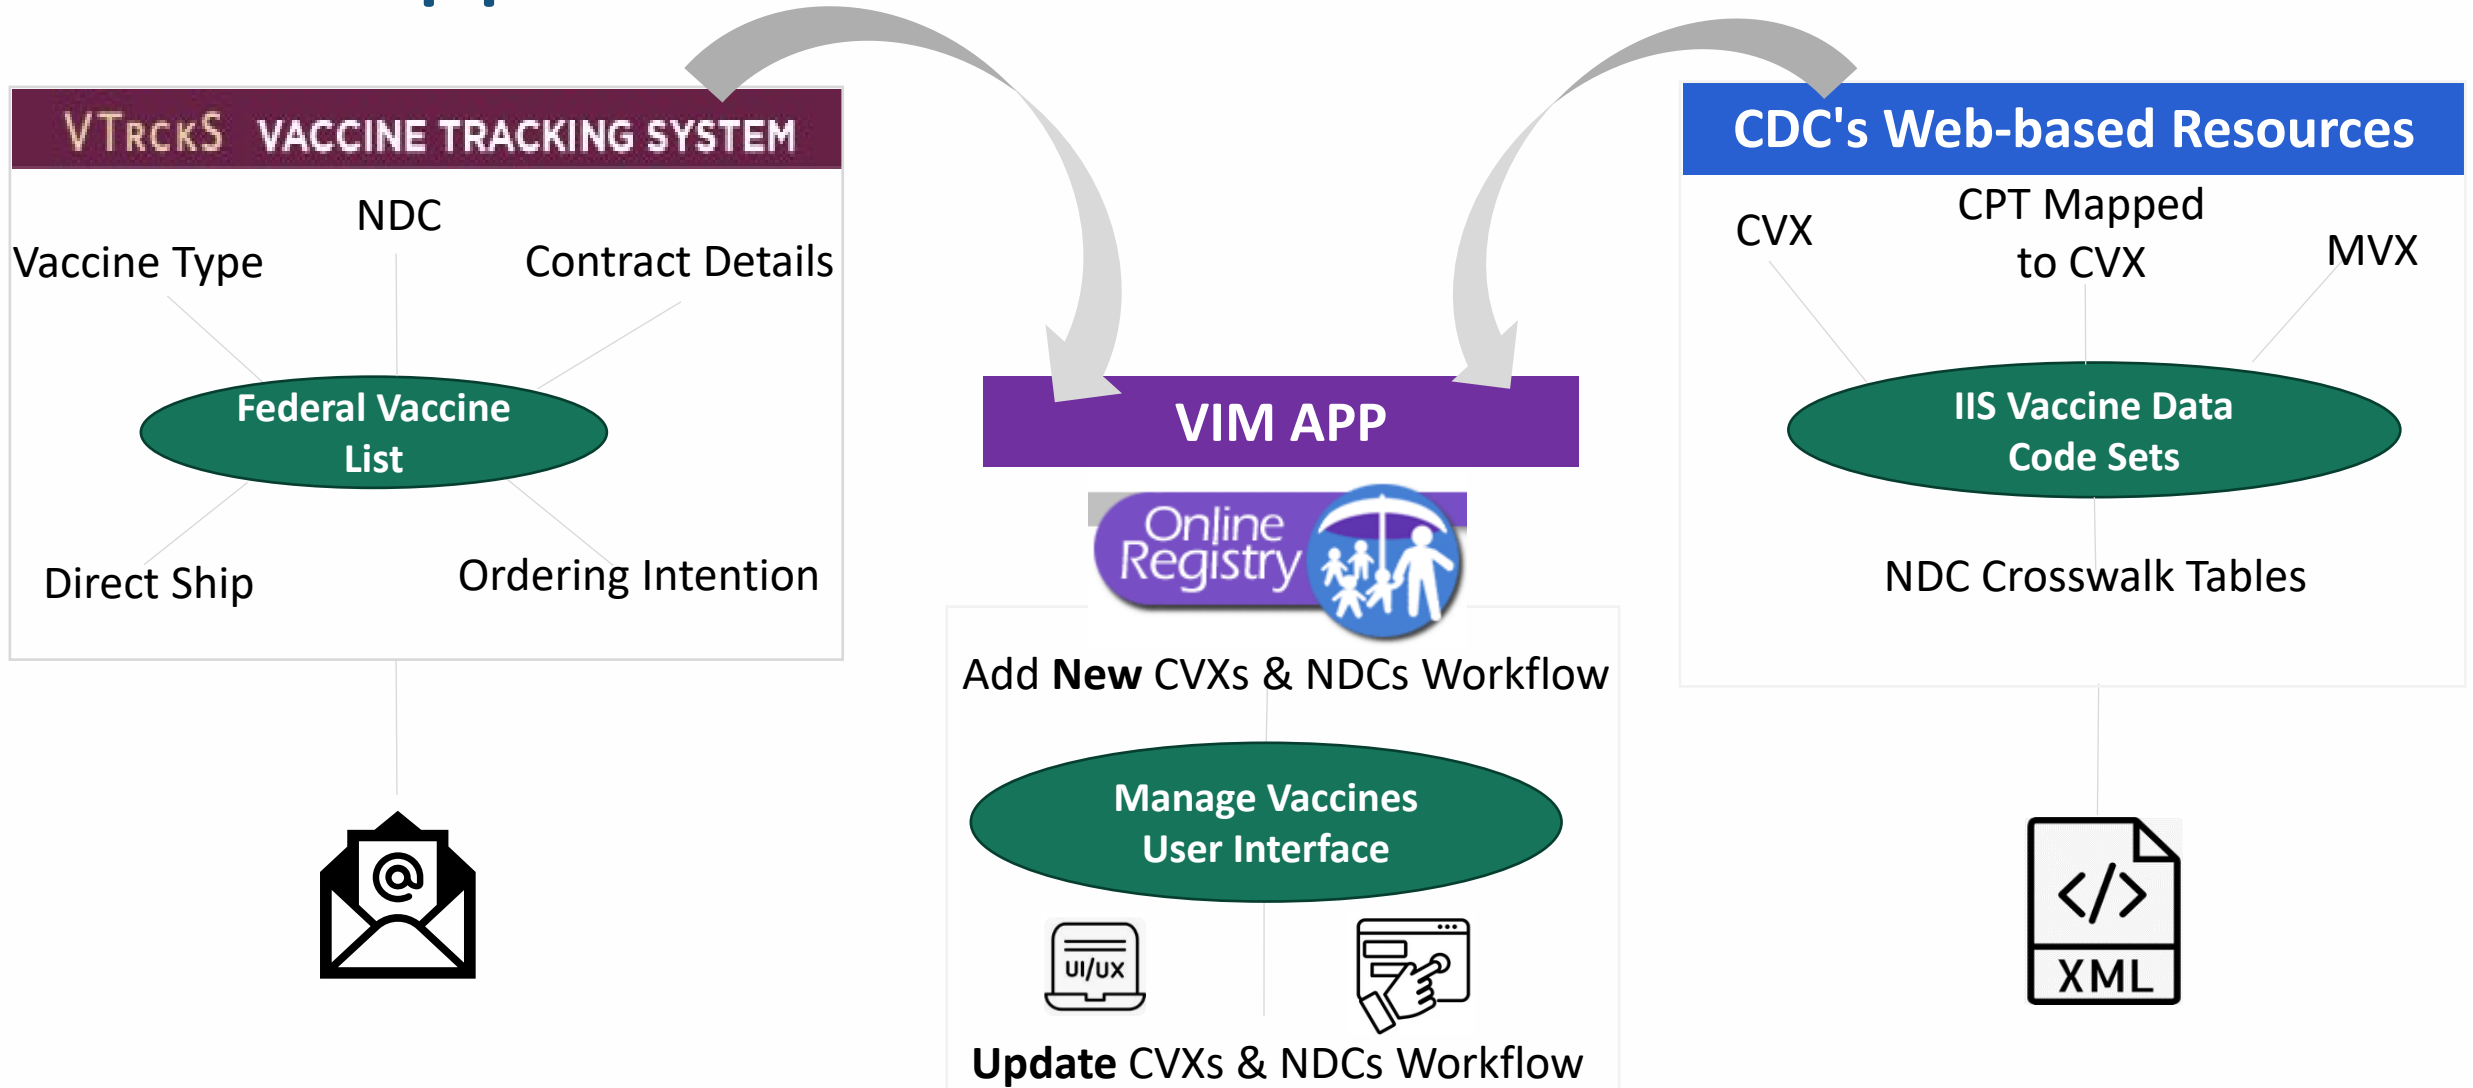 VTRCKS VACCINE TRACKING SYSTEM
NDC
Vaccine Type
Contract Details
Federal Vaccine
List
Direct Ship
Ordering Intention
@
VIM APP
Online
Registry
Add New CVXs & NDCs Workflow
Manage Vaccines
User Interface
UI/UX
Update CVXs & NDCs Workflow
CDC's Web-based Resources
CVX
CPT Mapped
to CVX
MVX
IIS Vaccine Data
Code Sets
NDC Crosswalk Tables
</>
XML